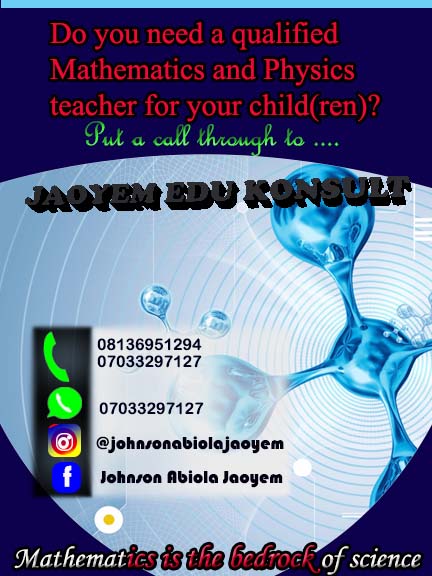 Do you need a qualified
Mathematics and Physics
teacher for your child(ren)?
Put a call through to ....
JAOYEM EDU KONSULT
08136951294
07033297127
07033297127
@johnsonabiolajaoyem
Johnson Abiola Jaoyem
Mathematics is the bedrock of science